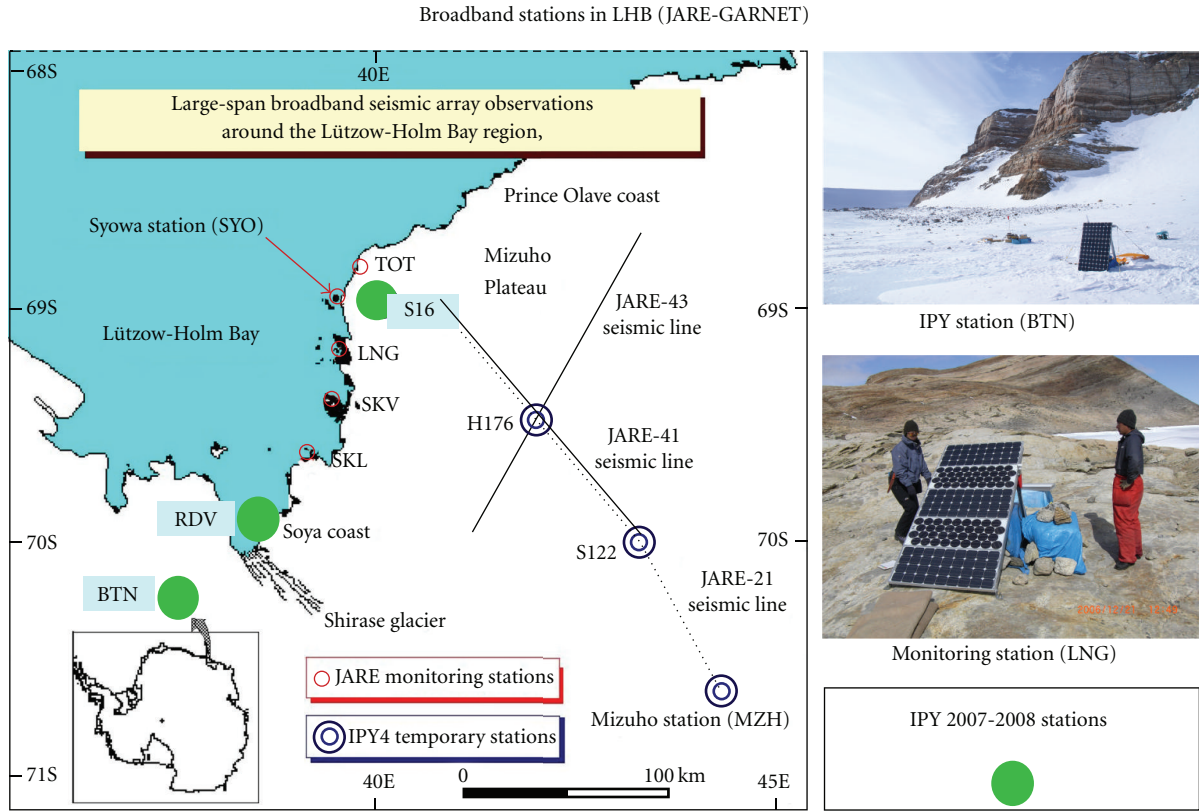 Broadband stations in LHB (JARE-GARNET)
68S
40E
Large-span broadband seismic array observations
around the Lützow-Holm Bay region,
Prince Olave coast
Syowa station (SYO)
TOT
Mizuho
Plateau
69S
S16
JARE-43
seismic line
69S
Lützow-Holm Bay
LNG
SKV
H176
JARE-41
seismic line
SKL
RDV
Soya coast
70S
S122
70S
JARE-21
seismic line
BTN
Shirase glacier
JARE monitoring stations
Mizuho station (MZH)
IPY4 temporary stations
71S
40E
0
100 km
45E
IPY station (BTN)
Monitoring station (LNG)
IPY 2007-2008 stations